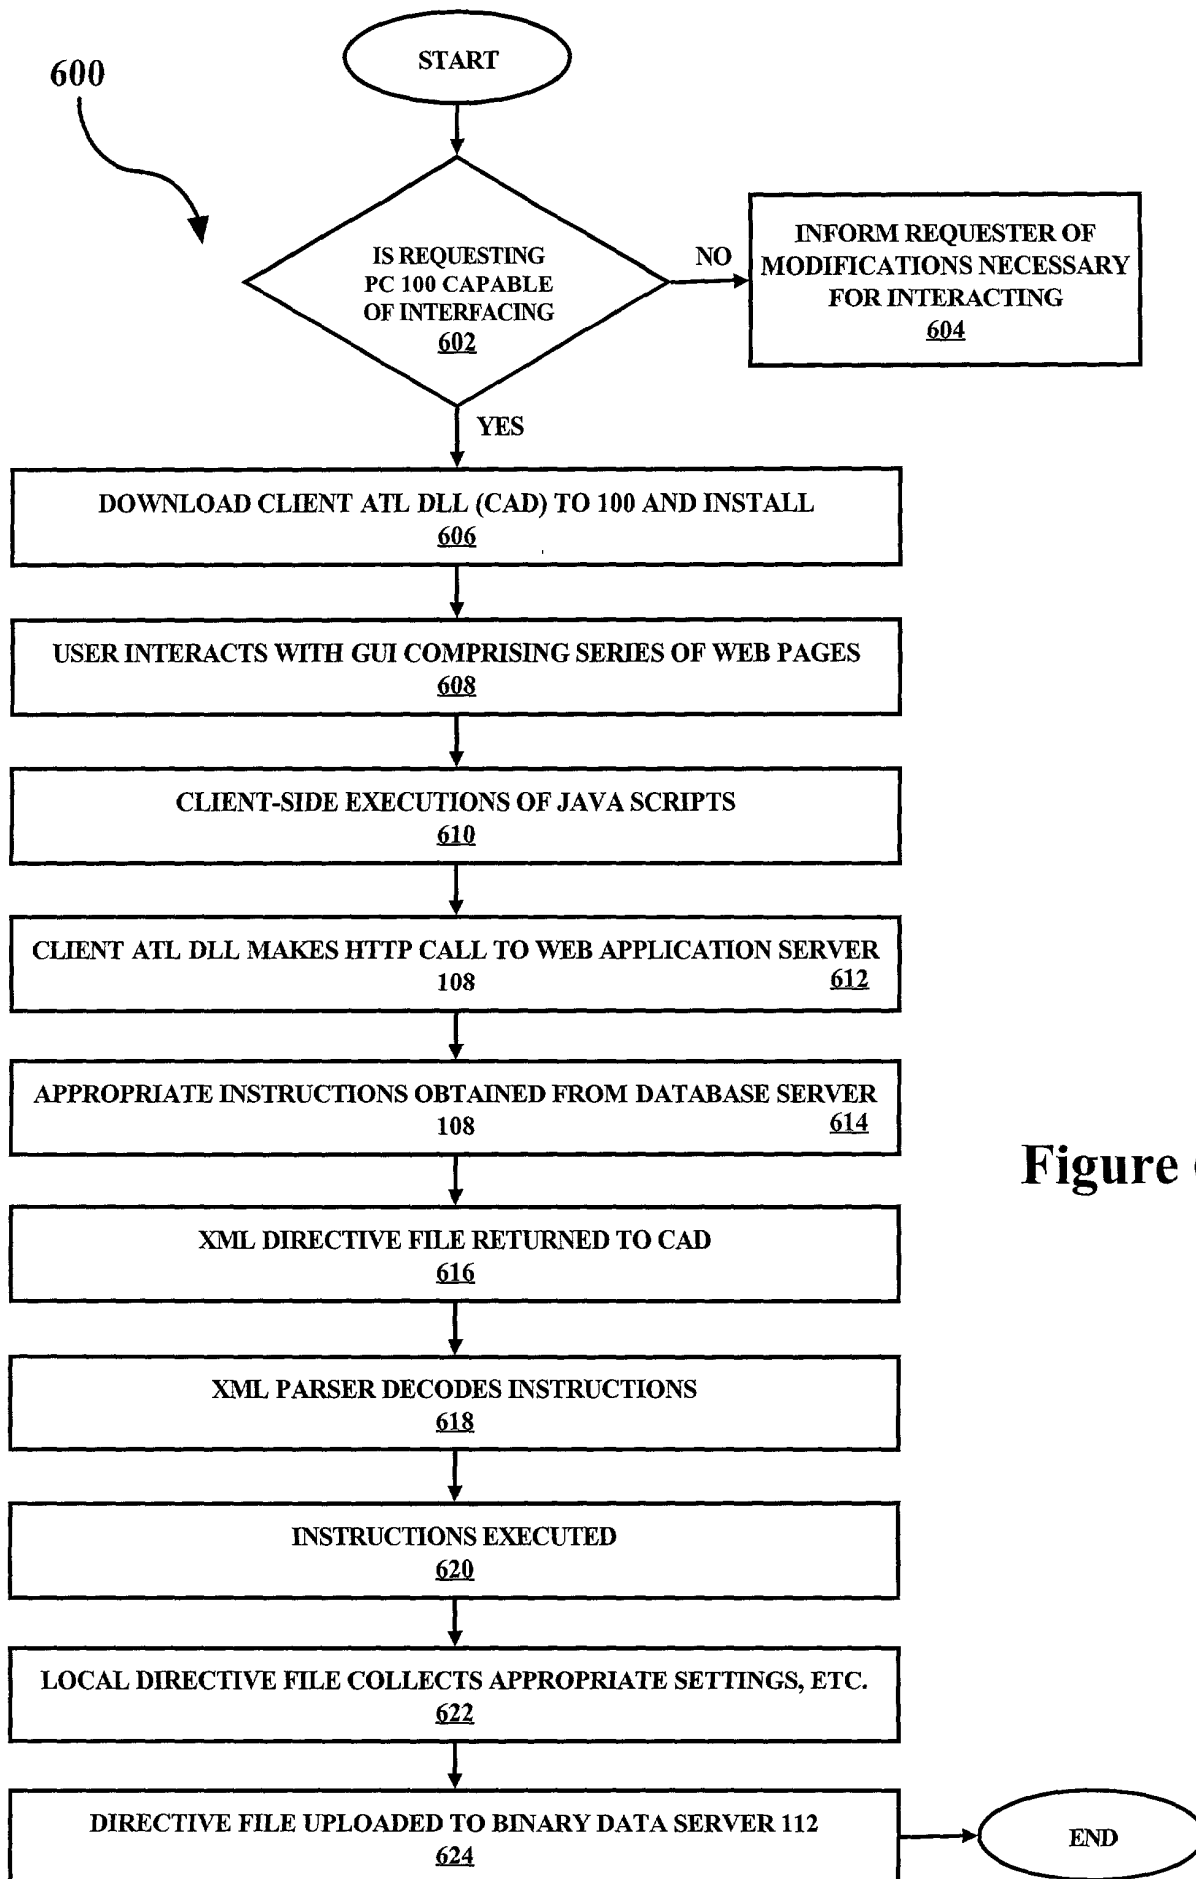 START
600
IS REQUESTING
PC 100 CAPABLE
OF INTERFACING
602
NO
INFORM REQUESTER OF
MODIFICATIONS NECESSARY
FOR INTERACTING
604
YES
DOWNLOAD CLIENT ATL DLL (CAD) TO 100 AND INSTALL
606
USER INTERACTS WITH GUI COMPRISING SERIES OF WEB PAGES
608
CLIENT-SIDE EXECUTIONS OF JAVA SCRIPTS
610
CLIENT ATL DLL MAKES HTTP CALL TO WEB APPLICATION SERVER
108 612
APPROPRIATE INSTRUCTIONS OBTAINED FROM DATABASE SERVER
108 614
Figure
XML DIRECTIVE FILE RETURNED TO CAD
616
XML PARSER DECODES INSTRUCTIONS
618
INSTRUCTIONS EXECUTED
620
LOCAL DIRECTIVE FILE COLLECTS APPROPRIATE SETTINGS, ETC.
622
DIRECTIVE FILE UPLOADED TO BINARY DATA SERVER 112
624
END